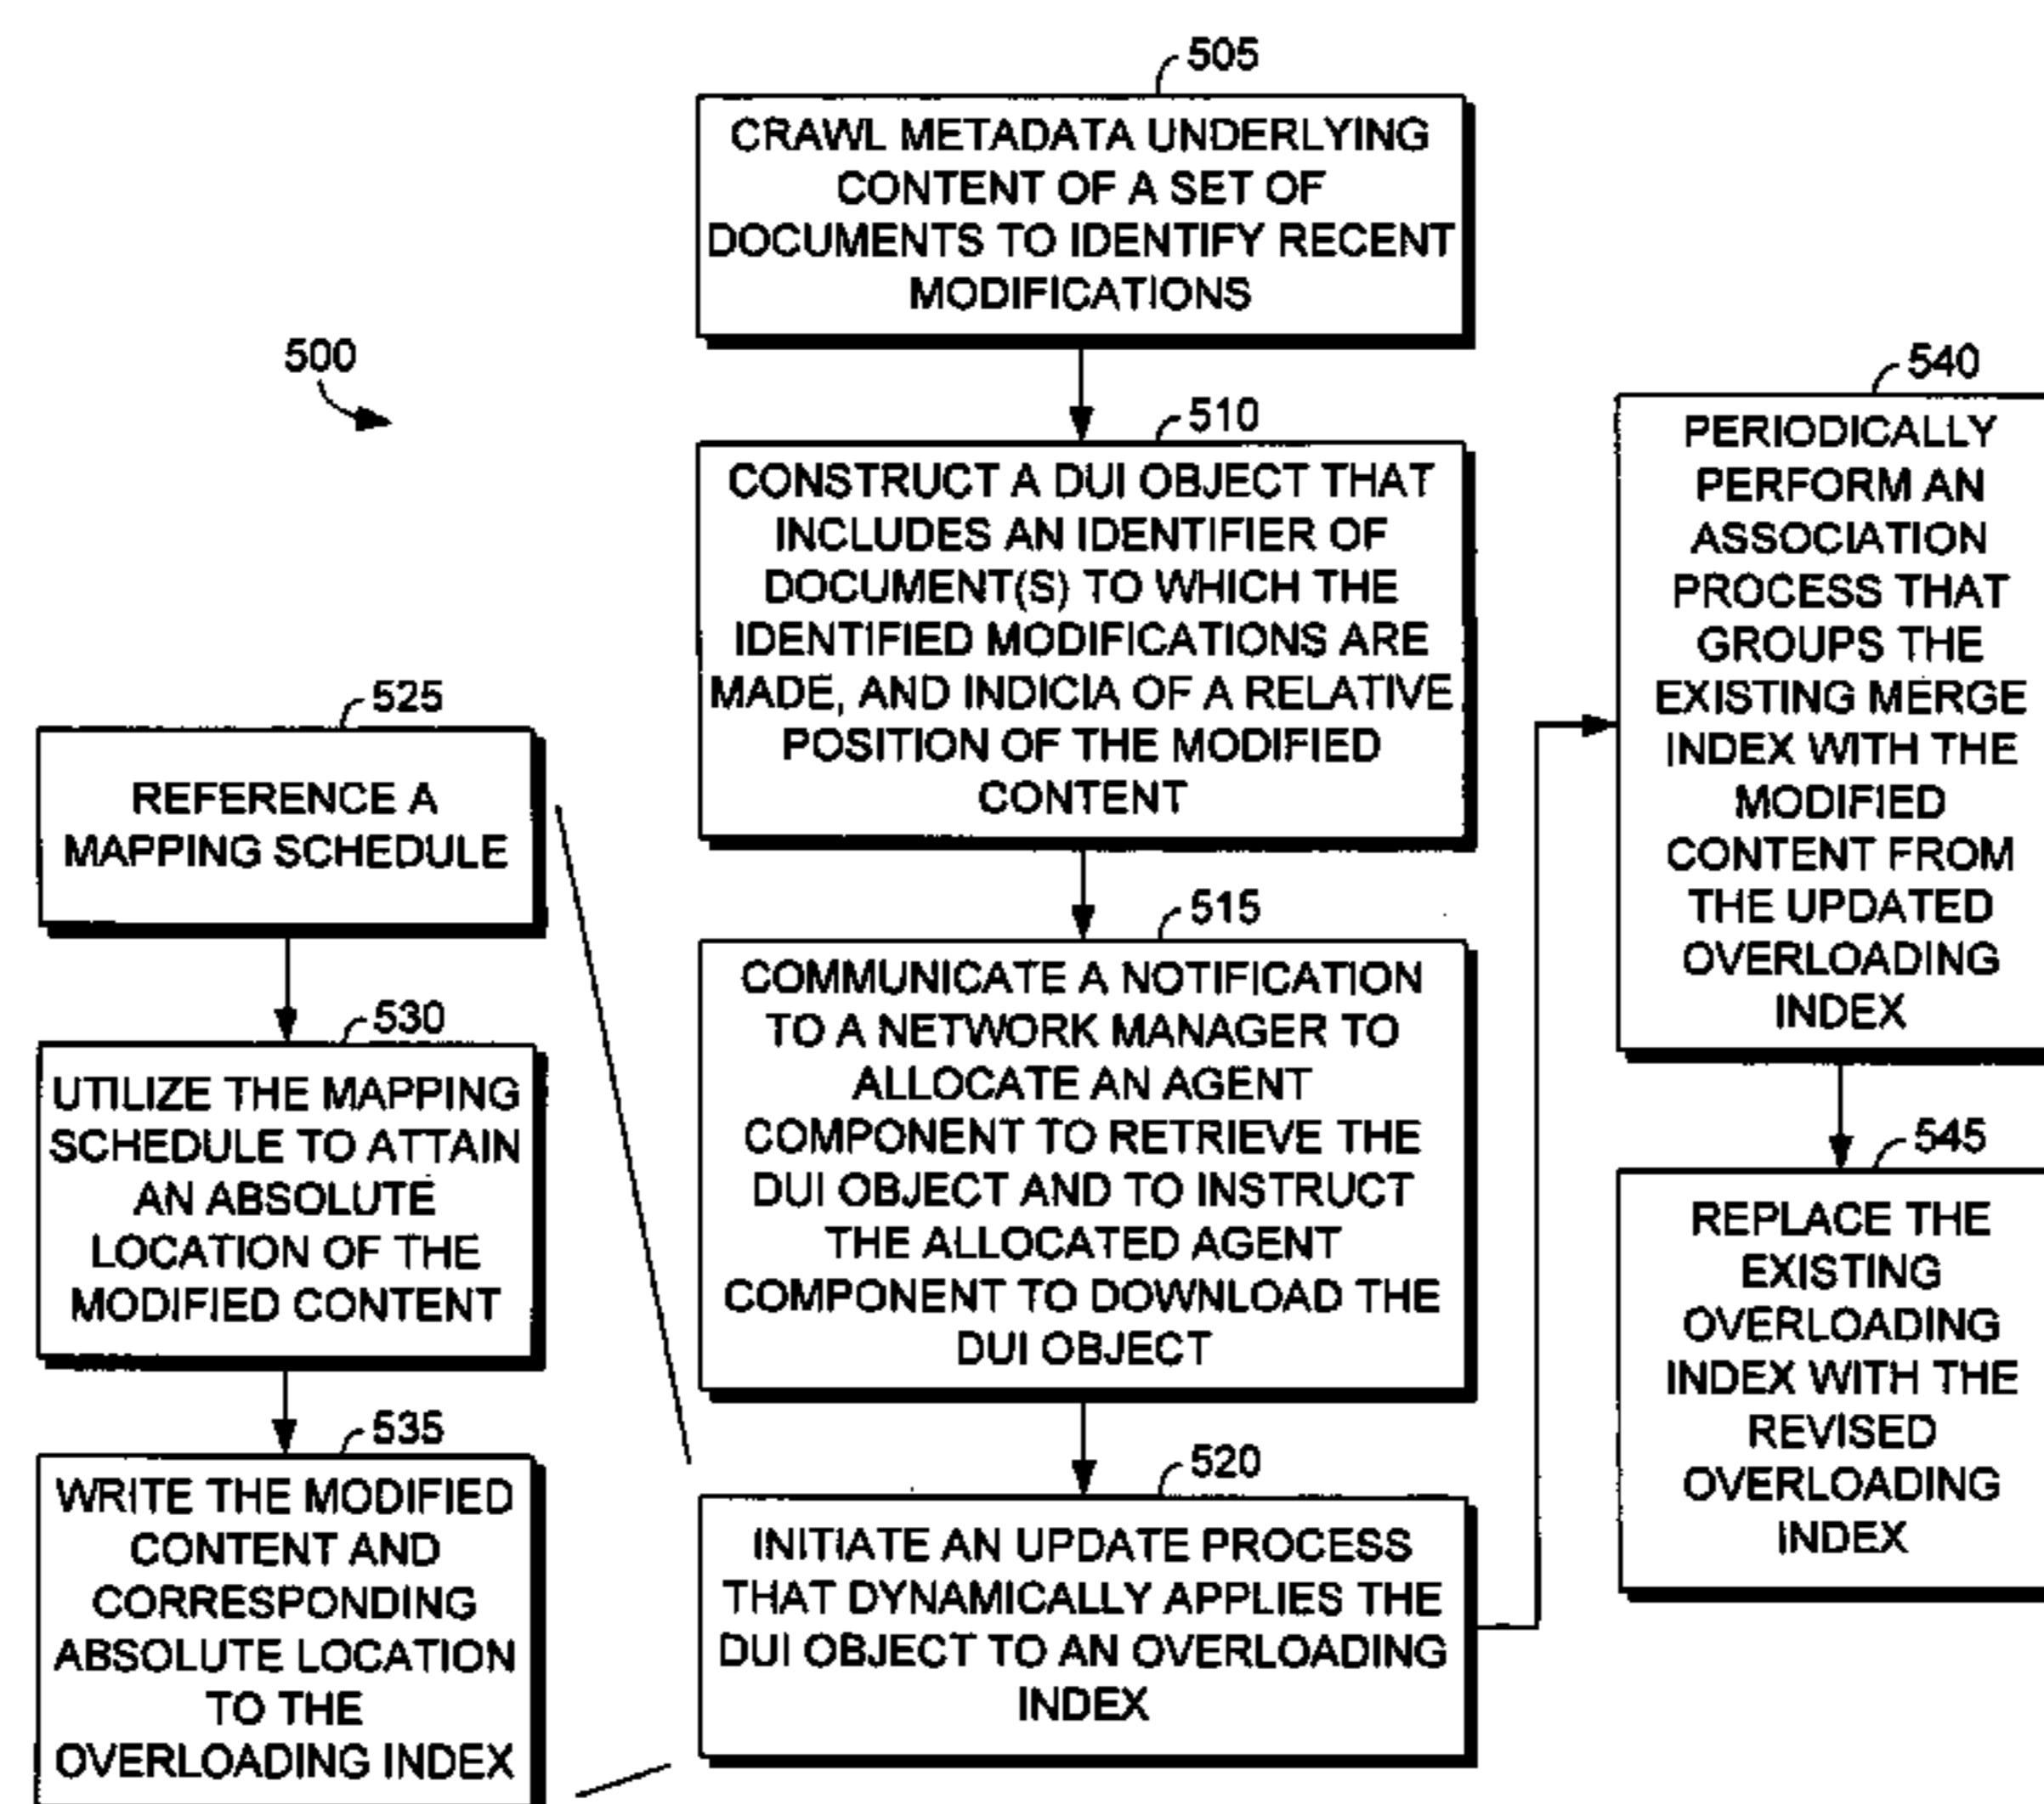 505
CRAWL METADATA UNDERLYING
CONTENT OF A SET OF
DOCUMENTS TO IDENTIFY RECENT
MODIFICATIONS
500
510
CONSTRUCT A DUI OBJECT THAT
INCLUDES AN IDENTIFIER OF
DOCUMENT(S) TO WHICH THE
IDENTIFIED MODIFICATIONS ARE
MADE, AND INDICIA OF A RELATIVE
POSITION OF THE MODIFIED
CONTENT
515
COMMUNICATE A NOTIFICATION
TO A NETWORK MANAGER TO
ALLOCATE AN AGENT
COMPONENT TO RETRIEVE THE
DUI OBJECT AND TO INSTRUCT
THE ALLOCATED AGENT
COMPONENT TO DOWNLOAD THE
DUI OBJECT
520
INITIATE AN UPDATE PROCESS
THAT DYNAMICALLY APPLIES THE
DUI OBJECT TO AN OVERLOADING
INDEX
525
REFERENCE A
MAPPING SCHEDULE
530
UTILIZE THE MAPPING
SCHEDULE TO ATTAIN
AN ABSOLUTE
LOCATION OF THE
MODIFIED CONTENT
535
WRITE THE MODIFIED
CONTENT AND
CORRESPONDING
ABSOLUTE LOCATION
TO THE
OVERLOADING INDEX
540
PERIODICALLY
PERFORM AN
ASSOCIATION
PROCESS THAT
GROUPS THE
EXISTING MERGE
INDEX WITH THE
MODIFIED
CONTENT FROM
THE UPDATED
OVERLOADING
INDEX
545
REPLACE THE
EXISTING
OVERLOADING
INDEX WITH THE
REVISED
OVERLOADING
INDEX